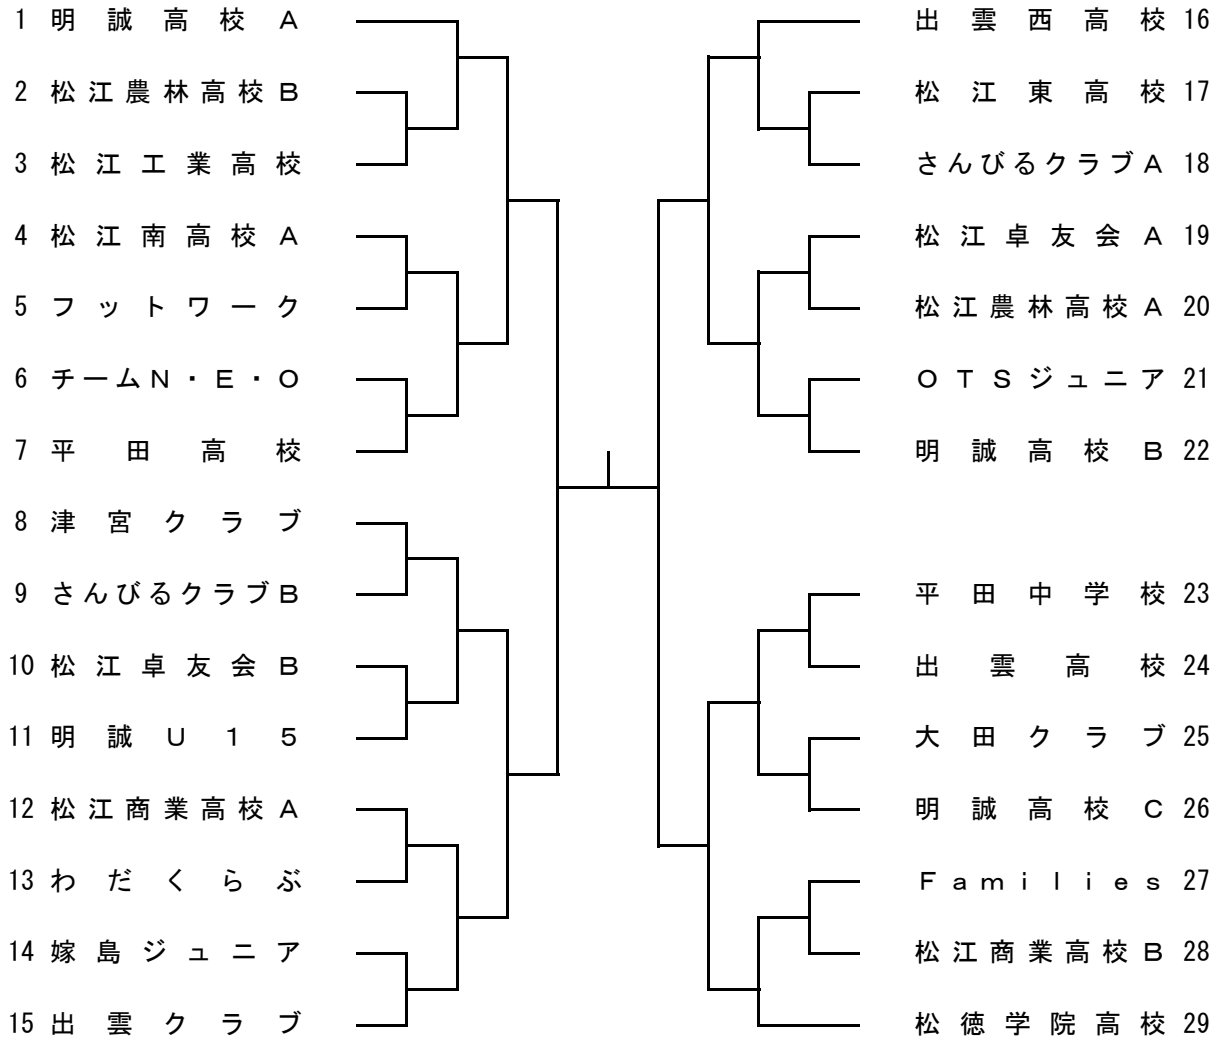 1 明誠高校A
2 松江農林高校B
3 松江工業高校
4 松江南高校A
5 フットワーク
6 チームN・E・O
7 平田高校
8 津宮クラブ
9 さんびるクラブB
10 松江卓友会B
11 明誠U15
12 松江商業高校A
13 わだくらぶ
14 嫁島ジュニア
15 出雲クラブ
出雲西高校 16
松江東高校 17
さんびるクラブA 18
松江卓友会A 19
松江農林高校A 20
OTSジュニア 21
明誠高校B 22
平田中学校 23
出雲高校 24
大田クラブ 25
明誠高校C 26
Families 27
松江商業高校B 28
松徳学院高校 29